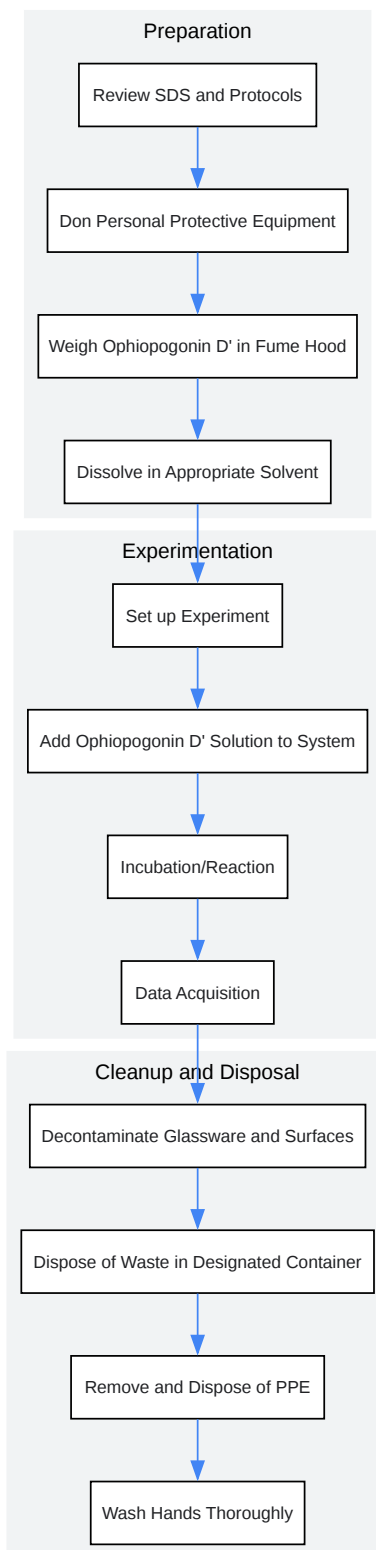 Preparation
Review SDS and Protocols
Don Personal Protective Equipment
Weigh Ophiopogonin D' in Fume Hood
Dissolve in Appropriate Solvent
Experimentation
Set up Experiment
Add Ophiopogonin D' Solution to System
Incubation/Reaction
Data Acquisition
Cleanup and Disposal
Decontaminate Glassware and Surfaces
Dispose of Waste in Designated Container
Remove and Dispose of PPE
Wash Hands Thoroughly